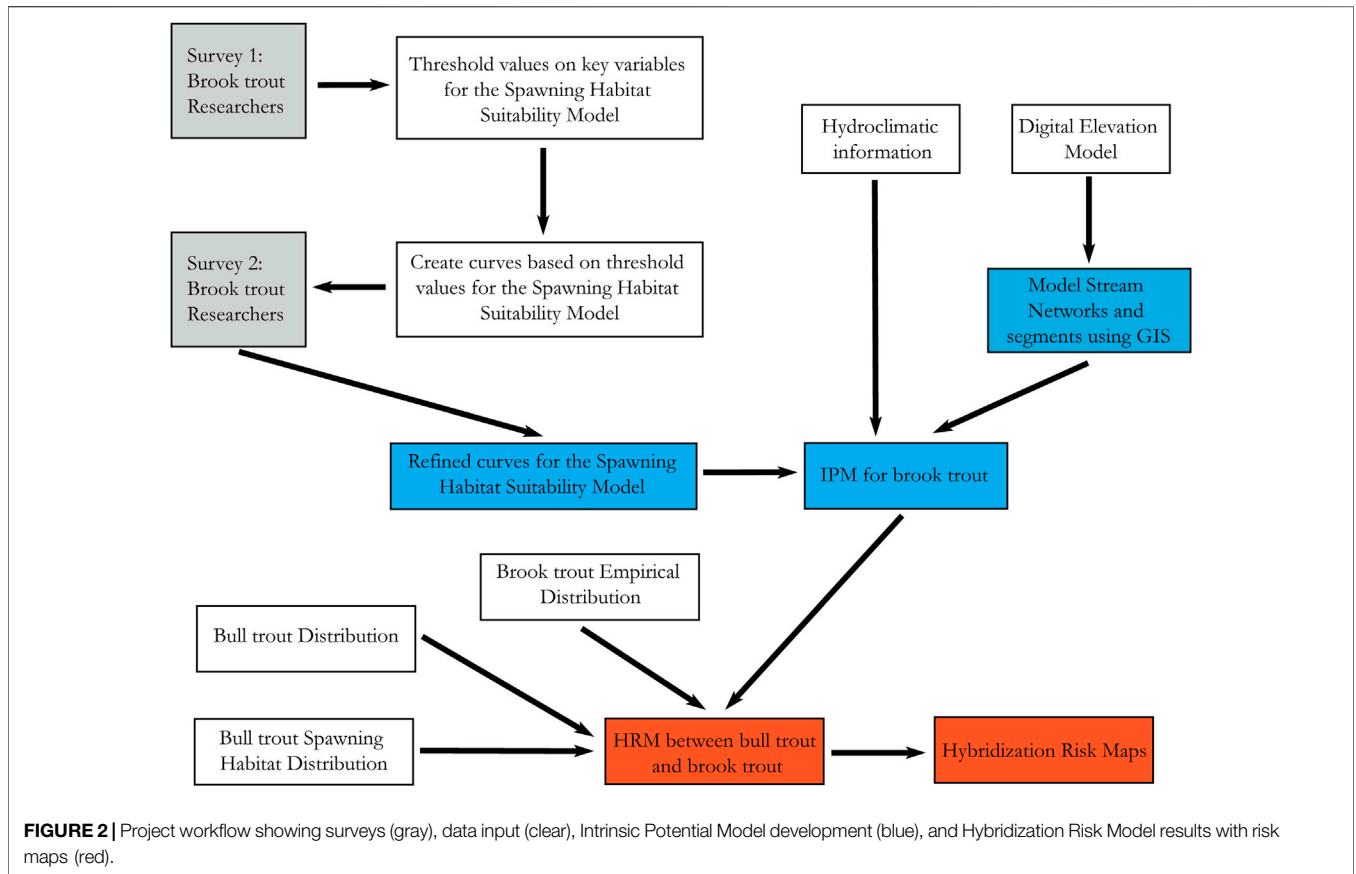 Survey 1:
Brook trout
Researchers
Threshold values on key variables
for the Spawning Habitat
Suitability Model
Hydroclimatic
information
Digital Elevation
Model
Survey 2:
Brook trout
Researchers
Create curves based on threshold
values for the Spawning Habitat
Suitability Model
Model Stream
Networks and
segments using GIS
Refined curves for the Spawning
Habitat Suitability Model
IPM for brook trout
Brook trout Empirical
Distribution
Bull trout Distribution
Bull trout Spawning
Habitat Distribution
HRM between bull trout
and brook trout
Hybridization Risk Maps
FIGURE 2 | Project workflow showing surveys (gray), data input (clear), Intrinsic Potential Model development (blue), and Hybridization Risk Model results with risk
maps (red).